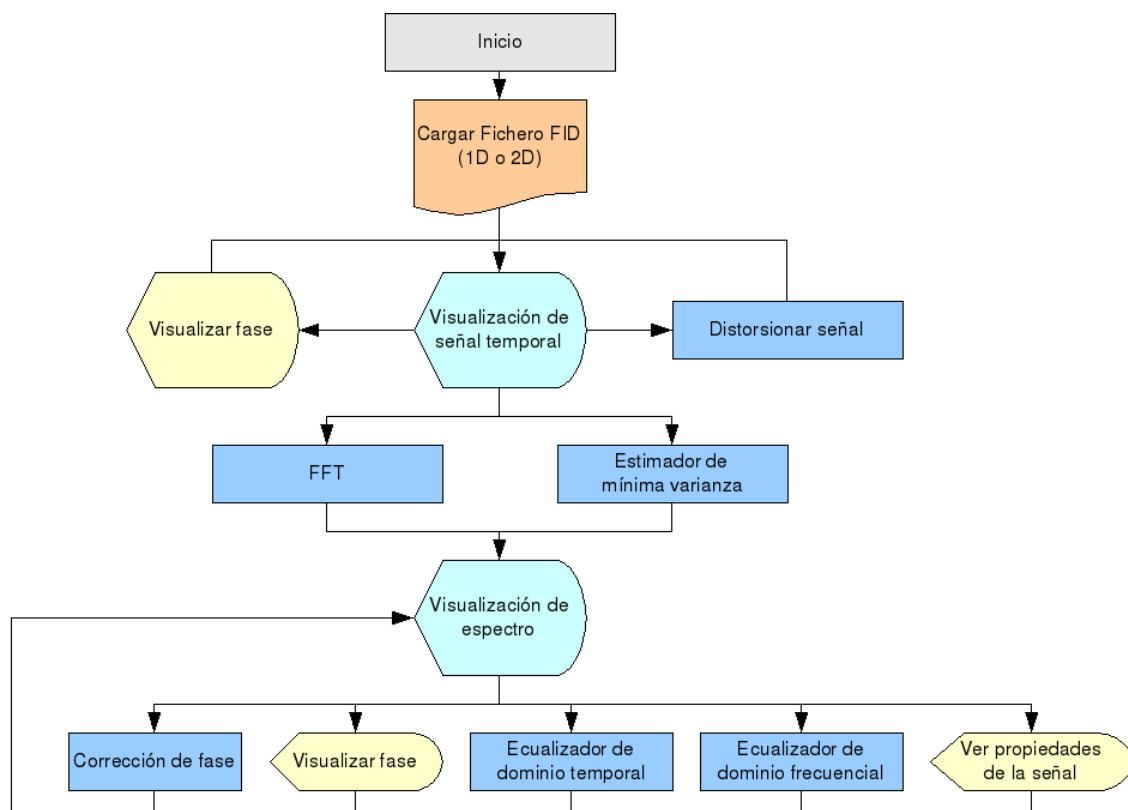 Inicio
Cargar Fichero FID
(1D o 2D)
Visualizar fase
Visualización de
señal temporal
Distorsionar señal
FFT
Estimador de
mínima varianza
Visualización de
espectro
Corrección de fase
Visualizar fase
Ecualizador de
dominio temporal
Ecualizador de
dominio frecuencial
Ver propiedades
de la señal